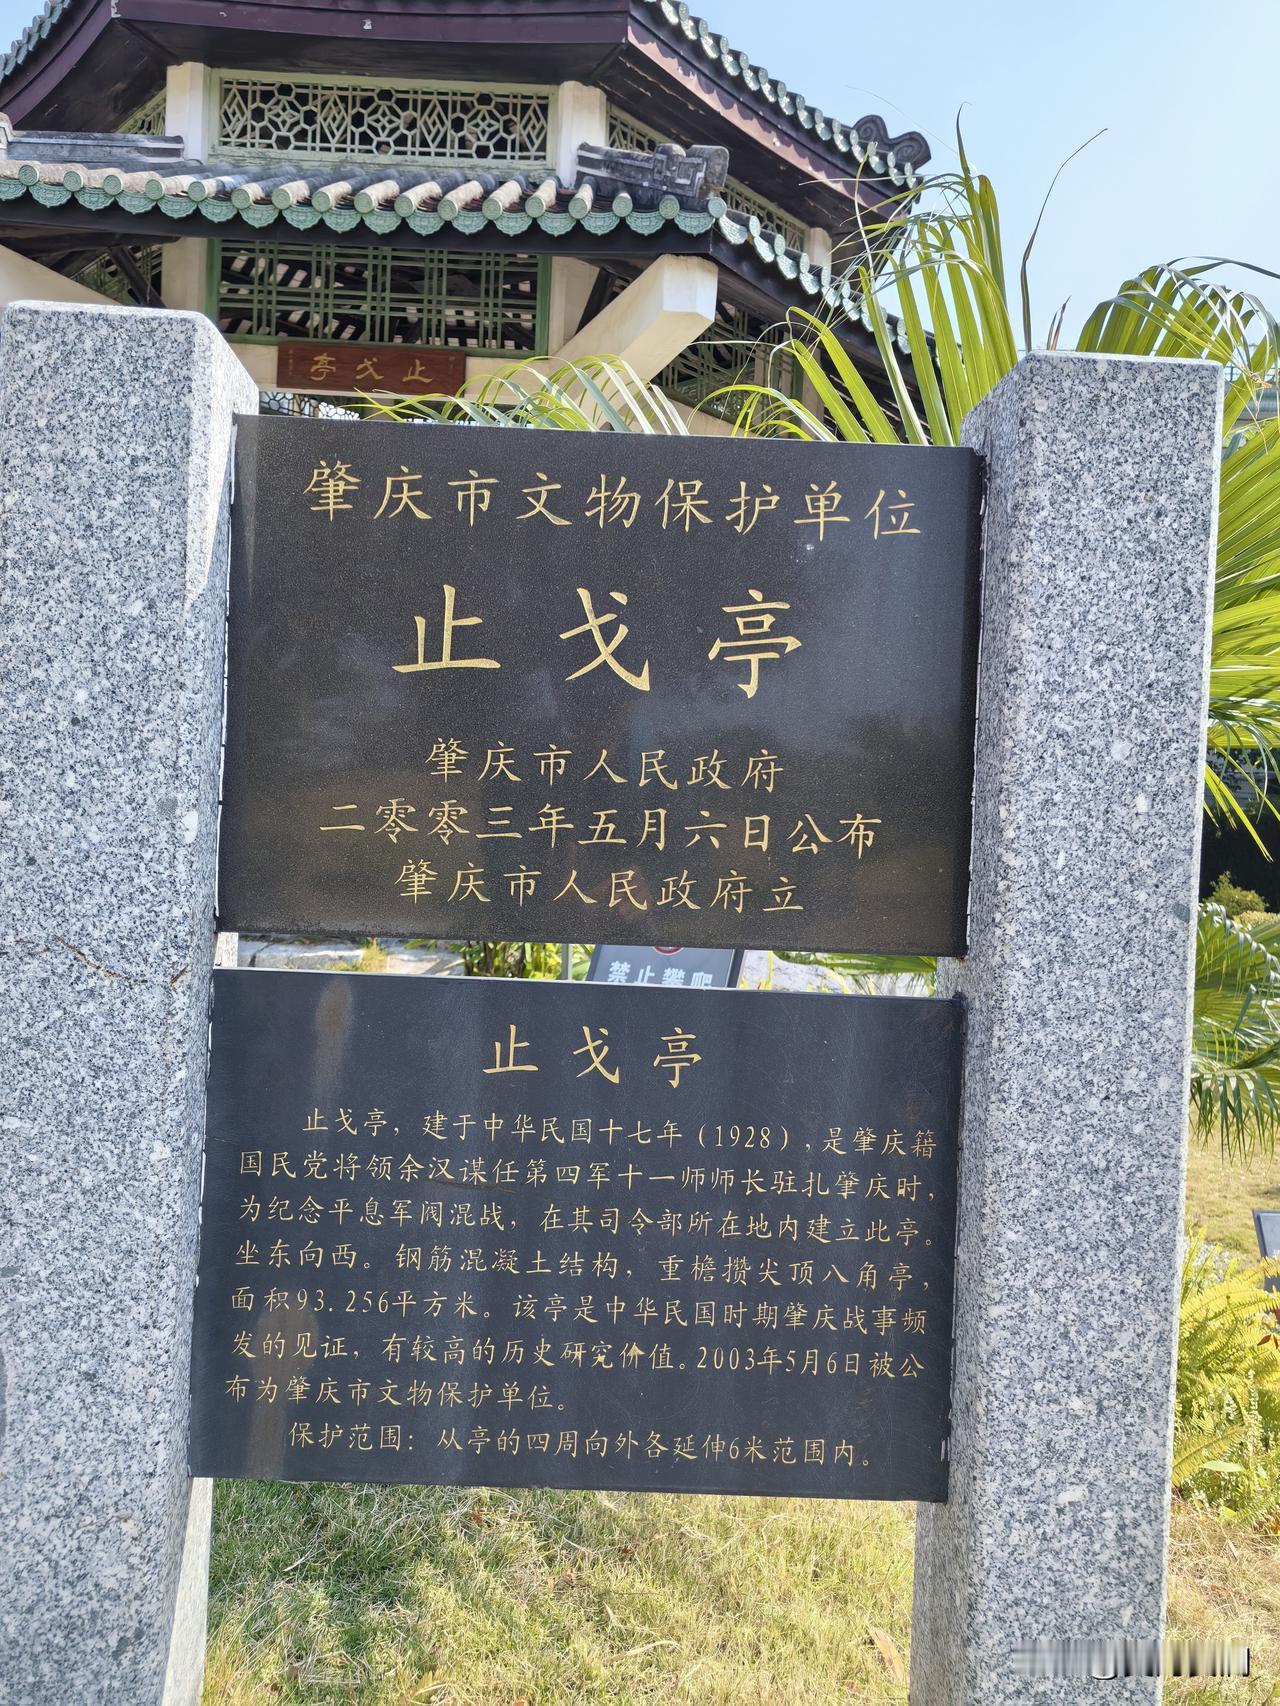 止戈亭
肇庆市文物保护单位
止戈亭
肇庆市人民政府
二零零三年五月六日公布
肇庆市人民政府立
禁止攀爬
止戈亭
止戈亭，建于中华民国十七年（1928），是肇庆籍
国民党将领余汉谋任第四军十一师师长驻扎肇庆时，
为纪念平息军阀混战，在其司令部所在地内建立此亭。
坐东向西。钢筋混凝土结构，重檐攒尖顶八角亭，
面积93.256平方米。该亭是中华民国时期肇庆战事频
发的见证，有较高的历史研究价值。2003年5月6日被公
布为肇庆市文物保护单位。
保护范围：从亭的四周向外各延伸6米范围内。